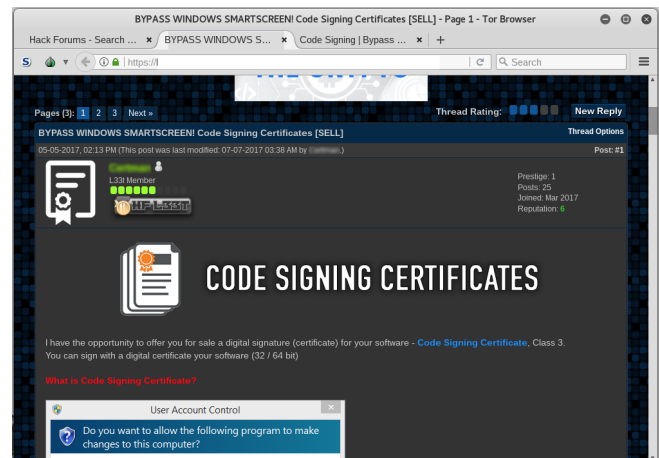 BYPASS WINDOWS SMARTSCREEN! Code Signing Certificates [SELL] - Page 1 - Tor Browser
Hack Forums - Search ... × BYPASS WINDOWS S... × Code Signing | Bypass ... × +
S https:// Search
Pages (3): 1 2 3 Next » Thread Rating: New Reply
BYPASS WINDOWS SMARTSCREEN! Code Signing Certificates [SELL] Thread Options
05-05-2017, 02:13 PM (This post was last modified: 07-07-2017 03:38 AM by .) Post: #1
L33t Member
Prestige: 1
Posts: 25
Joined: Mar 2017
Reputation: 6
CODE SIGNING CERTIFICATES
I have the opportunity to offer you for sale a digital signature (certificate) for your software - Code Signing Certificate, Class 3.
You can sign with a digital certificate your software (32 / 64 bit)
What is Code Signing Certificate?
User Account Control ×
Do you want to allow the following program to make
changes to this computer?